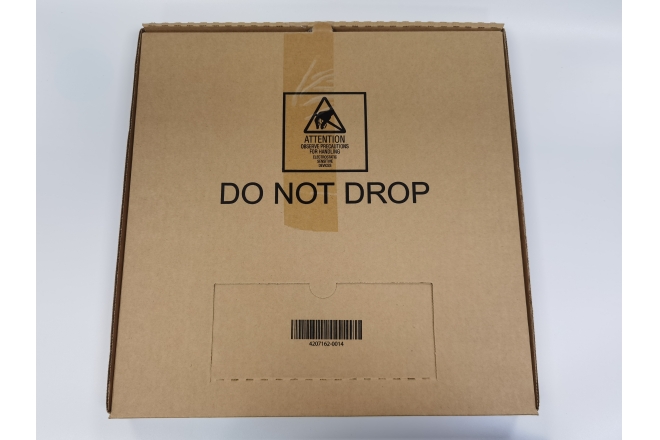 ATTENTION
OBSERVE PRECAUTIONS
FOR HANDLING
ELECTROSTATIC
SENSITIVE
DEVICES
DO NOT DROP
4207162-0014